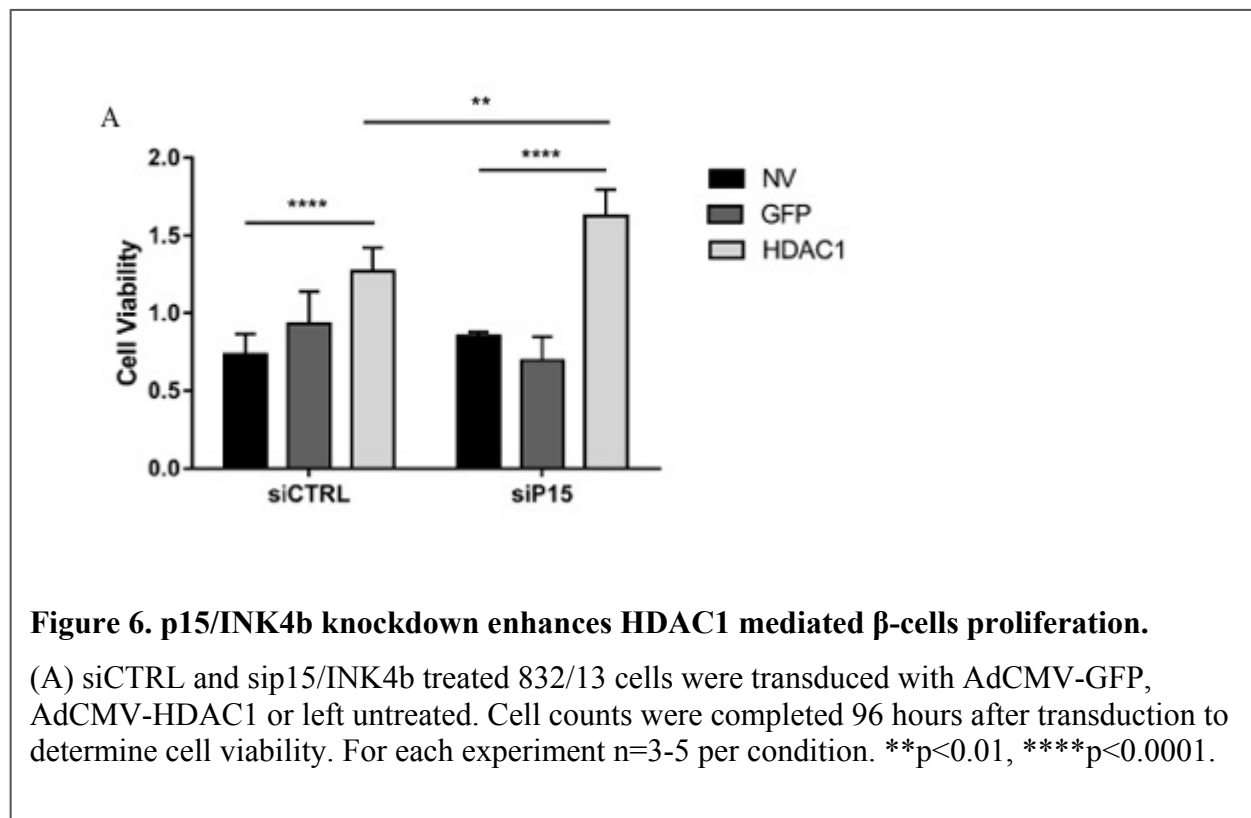 A
**
****
****
2.0
1.5
1.0
0.5
0.0
Cell Viability
siCTRL
siP15
NV
GFP
HDAC1
Figure 6. p15/INK4b knockdown enhances HDAC1 mediated β-cells proliferation.
(A) siCTRL and sip15/INK4b treated 832/13 cells were transduced with AdCMV-GFP,
AdCMV-HDAC1 or left untreated. Cell counts were completed 96 hours after transduction to
determine cell viability. For each experiment n=3-5 per condition. **p<0.01, ****p<0.0001.